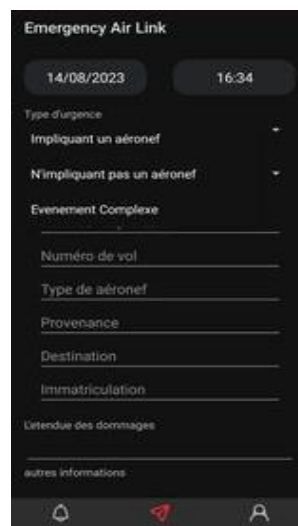 Emergency Air Link
14/08/2023 16:34
Type d'urgence
Impliquant un aéronef
N'impliquant pas un aéronef
Evenement Complexe
Numéro de vol
Type de aéronef
Provenance
Destination
Immatriculation
L'etendue des dommages
autres informations